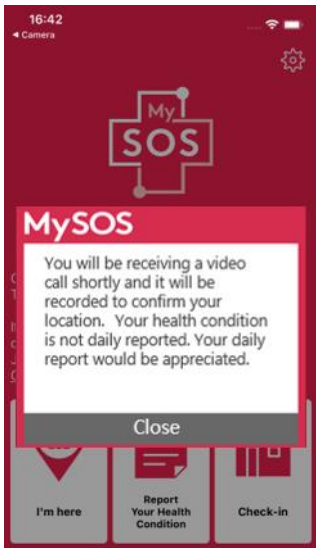 16:42
◀ Camera
My
SOS
MySOS
You will be receiving a video
call shortly and it will be
recorded to confirm your
location. Your health condition
is not daily reported. Your daily
report would be appreciated.
Close
I'm here
Report
Your Health
Condition
Check-in